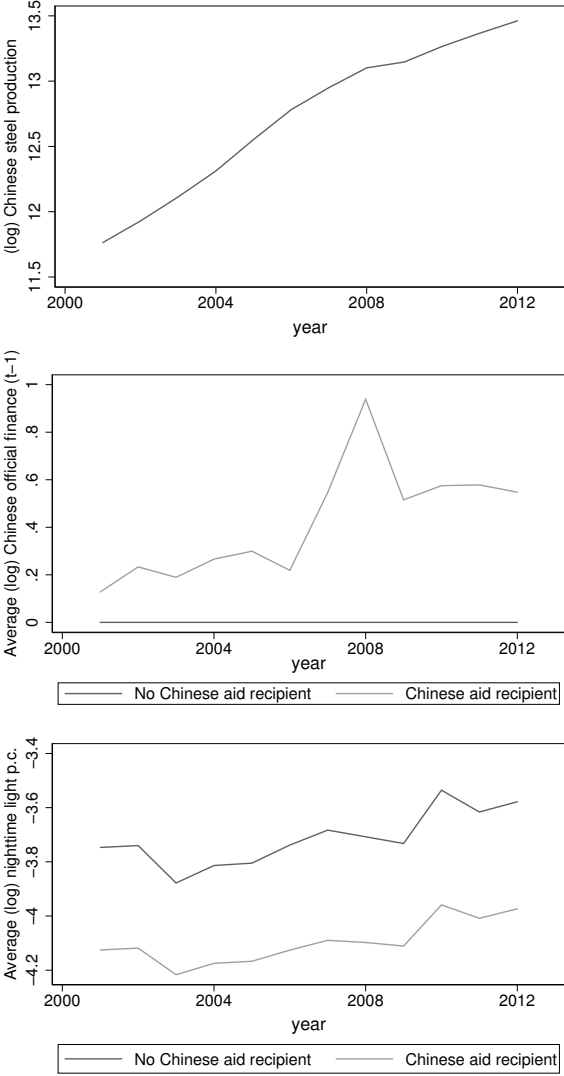 (log) Chinese steel production
13.5
13
12.5
12
11.5
2000 2004 2008 2012
year
Average (log) Chinese official finance (t−1)
1
.8
.6
.4
.2
0
2000 2004 2008 2012
year
No Chinese aid recipient Chinese aid recipient
Average (log) nighttime light p.c.
−3.4
−3.6
−3.8
−4
−4.2
2000 2004 2008 2012
year
No Chinese aid recipient Chinese aid recipient